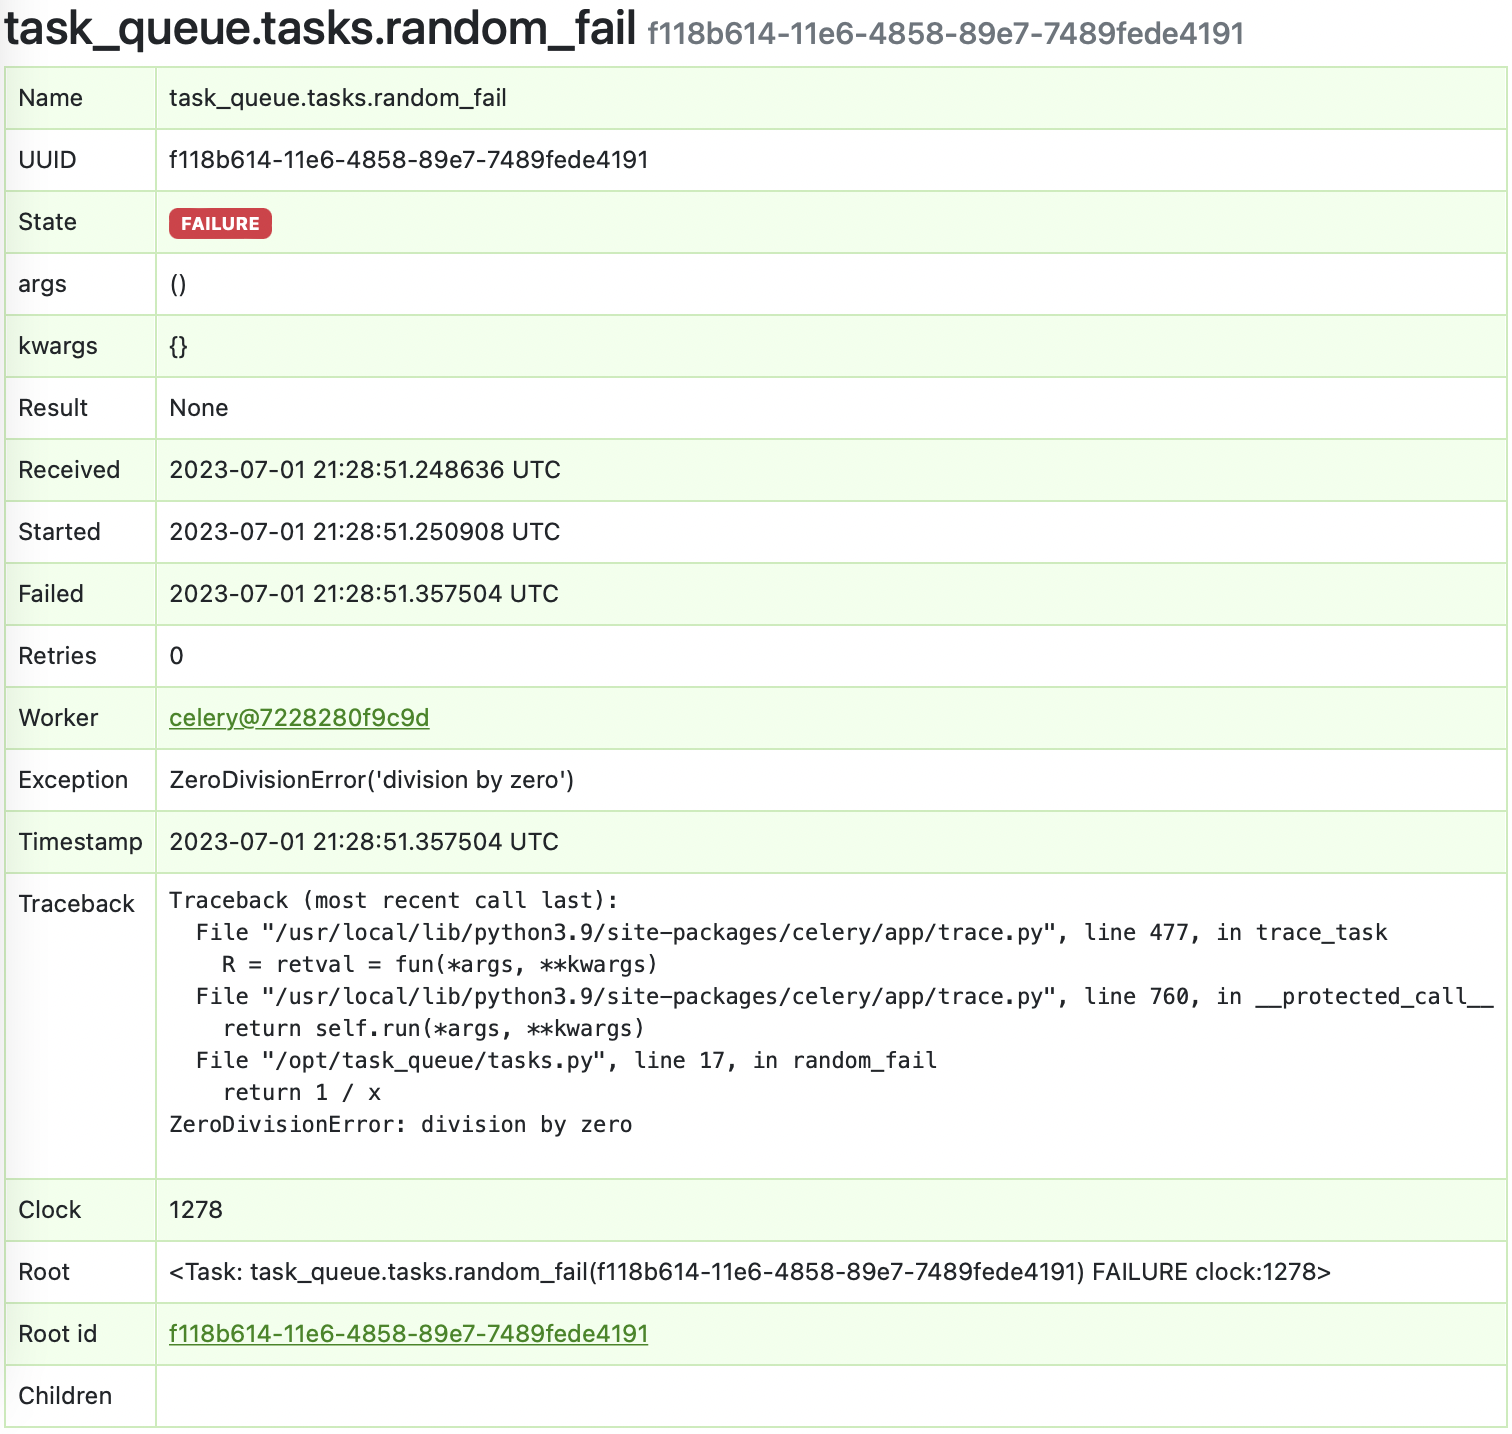 task_queue.tasks.random_fail f118b614-11e6-4858-89e7-7489fede4191
Name task_queue.tasks.random_fail
UUID f118b614-11e6-4858-89e7-7489fede4191
State FAILURE
args ()
kwargs {}
Result None
Received 2023-07-01 21:28:51.248636 UTC
Started 2023-07-01 21:28:51.250908 UTC
Failed 2023-07-01 21:28:51.357504 UTC
Retries 0
Worker celery@7228280f9c9d
Exception ZeroDivisionError('division by zero')
Timestamp 2023-07-01 21:28:51.357504 UTC
Traceback Traceback (most recent call last):
  File "/usr/local/lib/python3.9/site-packages/celery/app/trace.py", line 477, in trace_task
    R = retval = fun(*args, **kwargs)
  File "/usr/local/lib/python3.9/site-packages/celery/app/trace.py", line 760, in __protected_call__
    return self.run(*args, **kwargs)
  File "/opt/task_queue/tasks.py", line 17, in random_fail
    return 1 / x
ZeroDivisionError: division by zero
Clock 1278
Root <Task: task_queue.tasks.random_fail(f118b614-11e6-4858-89e7-7489fede4191) FAILURE clock:1278>
Root id f118b614-11e6-4858-89e7-7489fede4191
Children